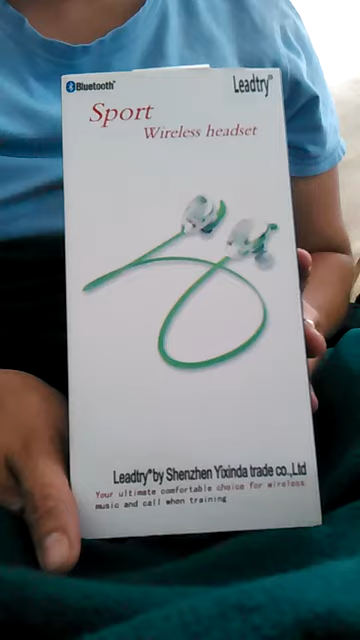 Bluetooth®
Leadtry™
Sport
Wireless headset
Leadtry® by Shenzhen Yixinda trade co.,Ltd
Your ultimate comfortable choice for wireless
music and call when training